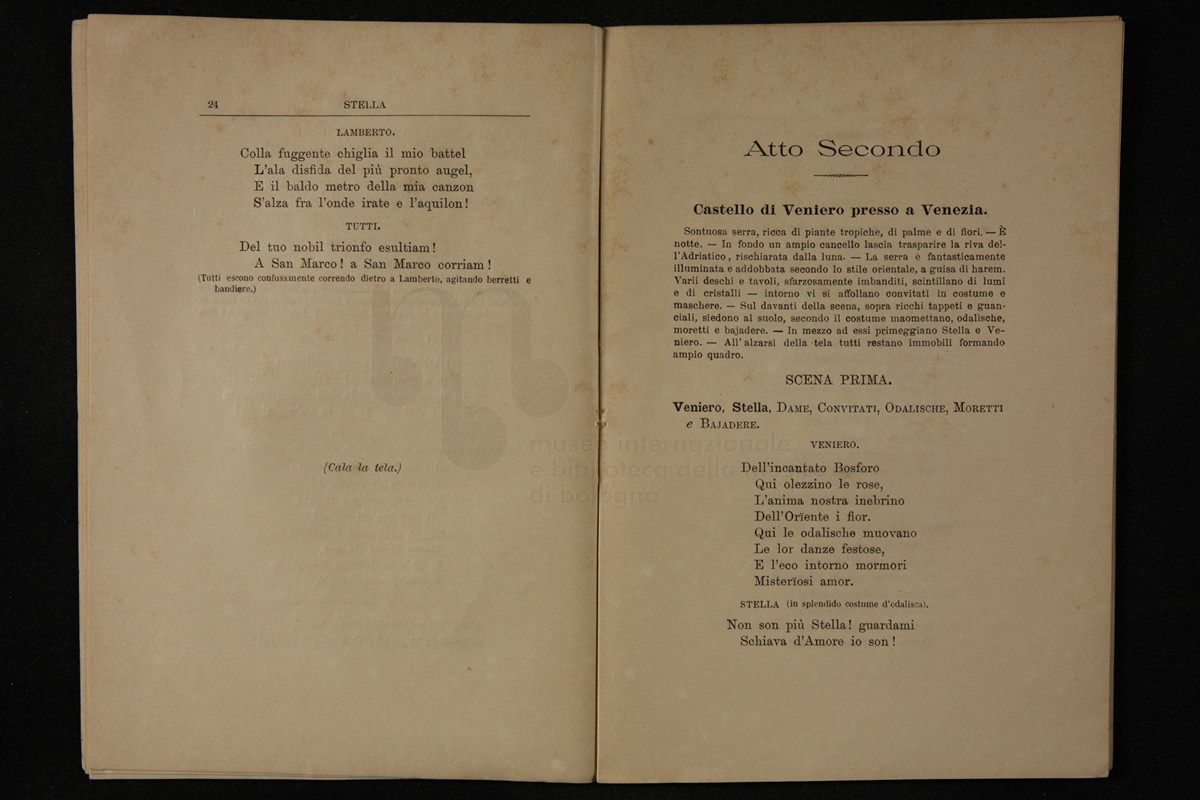 24
STELLA
LAMBERTO.
Colla fuggente chiglia il mio battel
L'ala disfida del più pronto augel,
E il baldo metro della mia canzon
S'alza fra l'onde irate e l'aquilon!
TUTTI.
Del tuo nobil trionfo esultiam!
A San Marco! a San Marco corriam!
(Tutti escono confusamente correndo dietro a Lamberto, agitando berretti e
bandiere.)
(Cala la tela.)
Atto Secondo
Castello di Veniero presso a Venezia.
Sontuosa serra, ricca di piante tropiche, di palme e di fiori. — È
notte. — In fondo un ampio cancello lascia trasparire la riva del-
l'Adriatico, rischiarata dalla luna. — La serra è fantasticamente
illuminata e addobbata secondo lo stile orientale, a guisa di harem.
Varii deschi e tavoli, sfarzosamente imbanditi, scintillano di lumi
e di cristalli — intorno vi si affollano convitati in costume e
maschere. — Sul davanti della scena, sopra ricchi tappeti e guan-
ciali, siedono al suolo, secondo il costume maomettano, odalische,
moretti e bajadere. — In mezzo ad essi primeggiano Stella e Ve-
niero. — All'alzarsi della tela tutti restano immobili formando
ampio quadro.
SCENA PRIMA.
Veniero, Stella, DAME, CONVITATI, ODALISCHE, MORETTI
e BAJADERE.
VENIERO.
Dell'incantato Bosforo
Qui olezzino le rose,
L'anima nostra inebrino
Dell'Orïente i fior.
Qui le odalische muovano
Le lor danze festose,
E l'eco intorno mormori
Misterïosi amor.
STELLA (in splendido costume d'odalisca).
Non son più Stella! guardami
Schiava d'Amore io son!
museo internazionale
e biblioteca della
di bologna